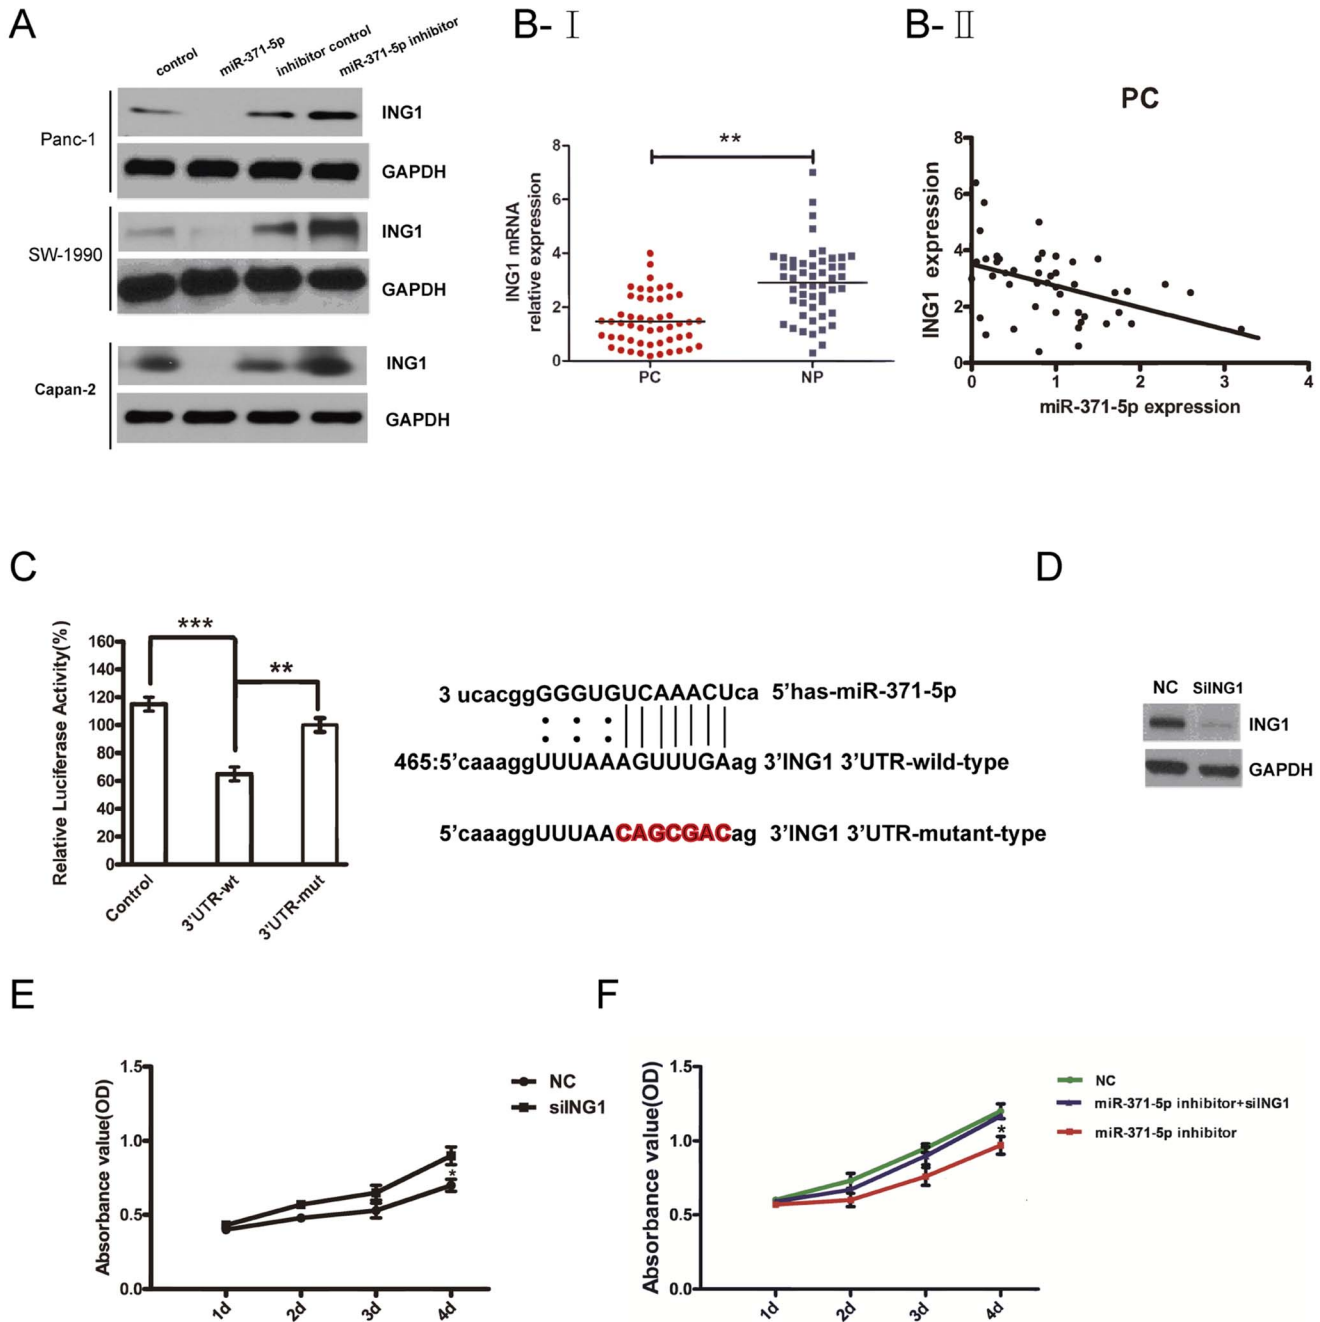 A
control
miR-371-5p
inhibitor control
miR-371-5p inhibitor
Panc-1
ING1
GAPDH
SW-1990
ING1
GAPDH
Capan-2
ING1
GAPDH
B- Ⅰ
ING1 mRNA
relative expression
8
6
4
2
0
**
PC
NP
B- Ⅱ
PC
ING1 expression
8
6
4
2
0
0
1
2
3
4
miR-371-5p expression
C
Relative Luciferase Activity(%)
160
140
120
100
80
60
40
20
0
***
**
Control
3'UTR-wt
3'UTR-mut
3 ucacggGGGUGUCAAACUca 5'has-miR-371-5p
465:5'caaaggUUUAAAGUUUGAag 3'ING1 3'UTR-wild-type
5'caaaggUUUAACAGCGACag 3'ING1 3'UTR-mutant-type
D
NC SiING1
ING1
GAPDH
E
Absorbance value(OD)
1.5
1.0
0.5
0.0
1d
2d
3d
4d
*
NC
siING1
F
Absorbance value(OD)
1.5
1.0
0.5
0.0
1d
2d
3d
4d
*
NC
miR-371-5p inhibitor+siING1
miR-371-5p inhibitor